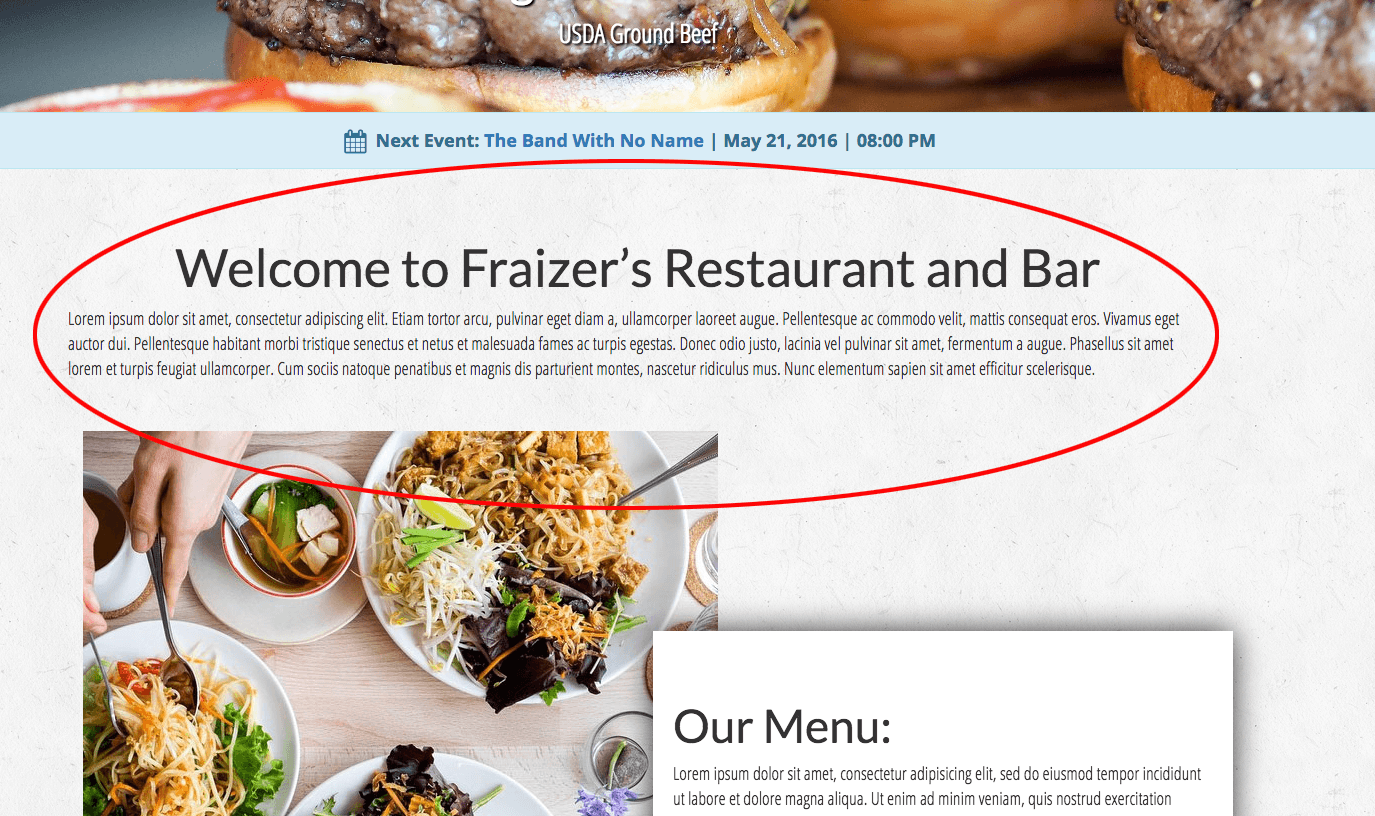 USDA Ground Beef
Next Event: The Band With No Name | May 21, 2016 | 08:00 PM
Welcome to Fraizer’s Restaurant and Bar
Lorem ipsum dolor sit amet, consectetur adipiscing elit. Etiam tortor arcu, pulvinar eget diam a, ullamcorper laoreet augue. Pellentesque ac commodo velit, mattis consequat eros. Vivamus eget
auctor dui. Pellentesque habitant morbi tristique senectus et netus et malesuada fames ac turpis egestas. Donec odio justo, lacinia vel pulvinar sit amet, fermentum a augue. Phasellus sit amet
lorem et turpis feugiat ullamcorper. Cum sociis natoque penatibus et magnis dis parturient montes, nascetur ridiculus mus. Nunc elementum sapien sit amet efficitur scelerisque.
Our Menu:
Lorem ipsum dolor sit amet, consectetur adipisicing elit, sed do eiusmod tempor incididunt
ut labore et dolore magna aliqua. Ut enim ad minim veniam, quis nostrud exercitation